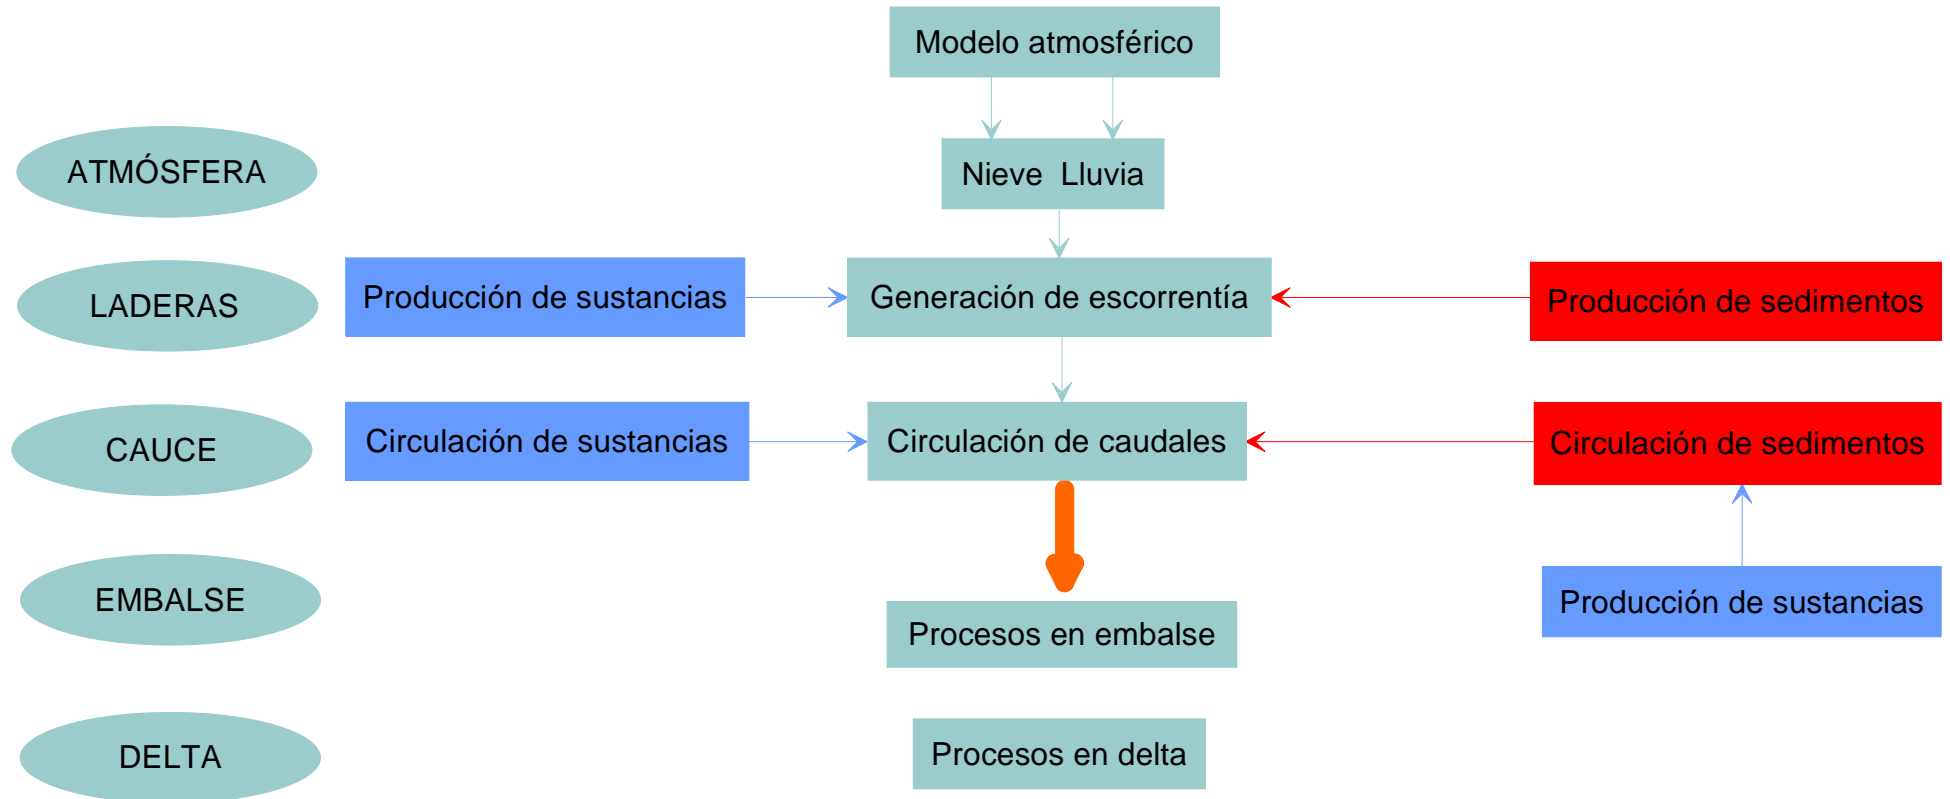 Modelo atmosférico
ATMÓSFERA
Nieve  Lluvia
LADERAS
Producción de sustancias
Generación de escorrentía
Producción de sedimentos
CAUCE
Circulación de sustancias
Circulación de caudales
Circulación de sedimentos
EMBALSE
Procesos en embalse
Producción de sustancias
DELTA
Procesos en delta